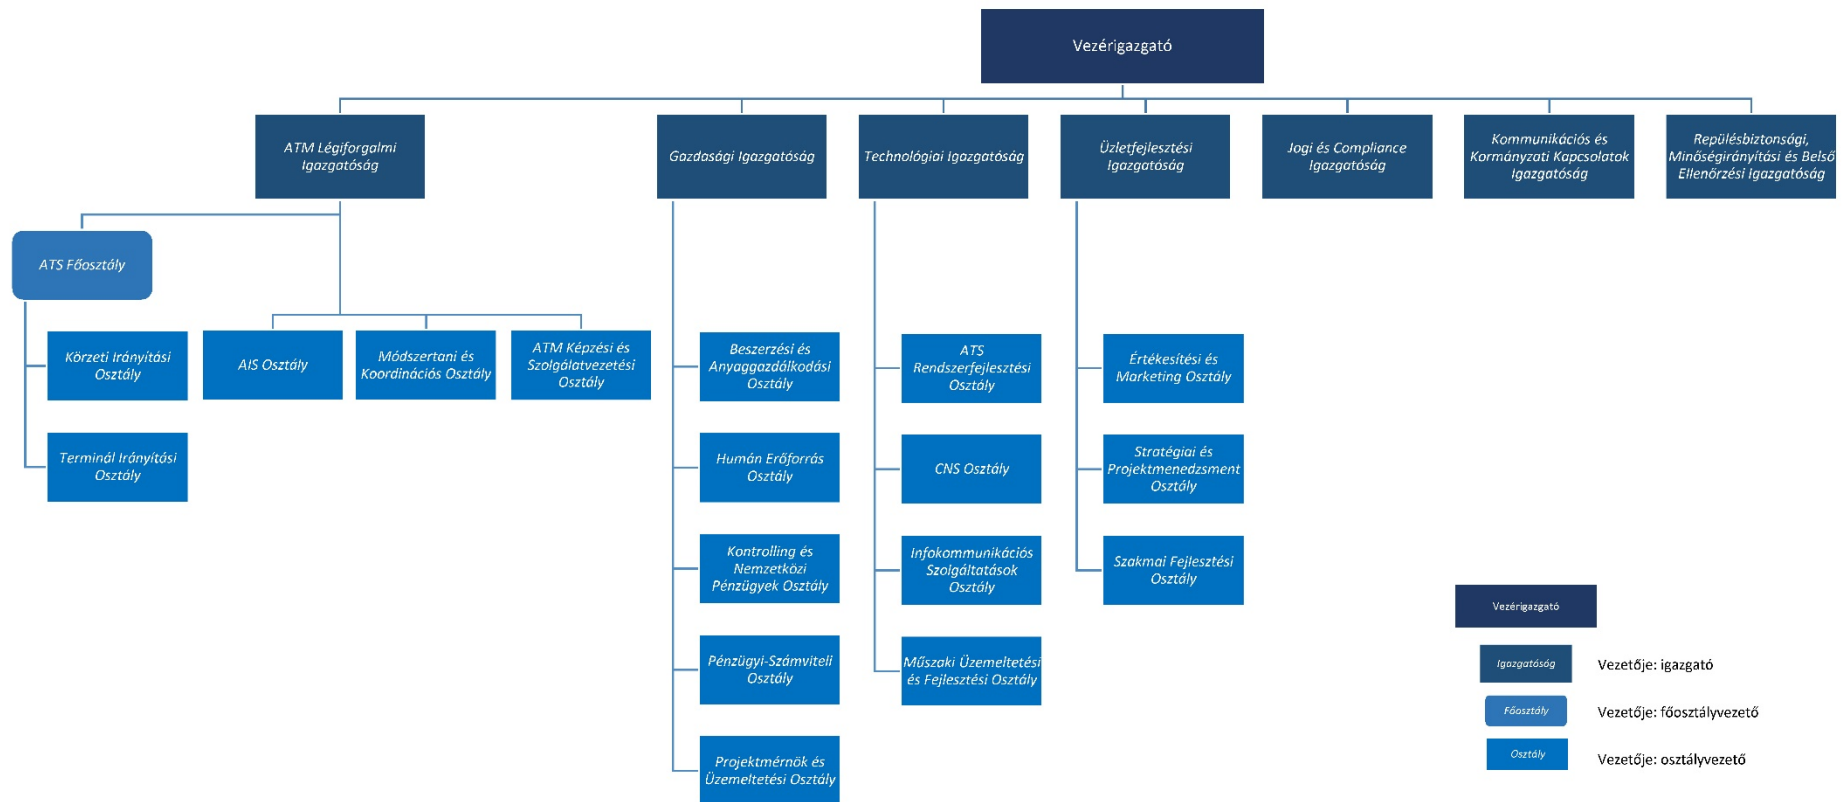 Vezérigazgató
ATM Légiforgalmi
Igazgatóság
Gazdasági Igazgatóság
Technológiai Igazgatóság
Üzletfejlesztési
Igazgatóság
Jogi és Compliance
Igazgatóság
Kommunikációs és
Kormányzati Kapcsolatok
Igazgatóság
Repülésbiztonsági,
Minőségirányítási és Belső
Ellenőrzési Igazgatóság
ATS Főosztály
Körzeti Irányítási
Osztály
Terminál Irányítási
Osztály
AIS Osztály
Módszertani és
Koordinációs Osztály
ATM Képzési és
Szolgálatvezetési
Osztály
Beszerzési és
Anyaggazdálkodási
Osztály
Humán Erőforrás
Osztály
Kontrolling és
Nemzetközi
Pénzügyek Osztály
Pénzügyi-Számviteli
Osztály
Projektmérnök és
Üzemeltetési Osztály
ATS
Rendszerfejlesztési
Osztály
CNS Osztály
Infokommunikációs
Szolgáltatások
Osztály
Műszaki Üzemeltetési
és Fejlesztési Osztály
Értékesítési és
Marketing Osztály
Stratégiai és
Projektmenedzsment
Osztály
Szakmai Fejlesztési
Osztály
Vezérigazgató
Igazgatóság Vezetője: igazgató
Főosztály Vezetője: főosztályvezető
Osztály Vezetője: osztályvezető